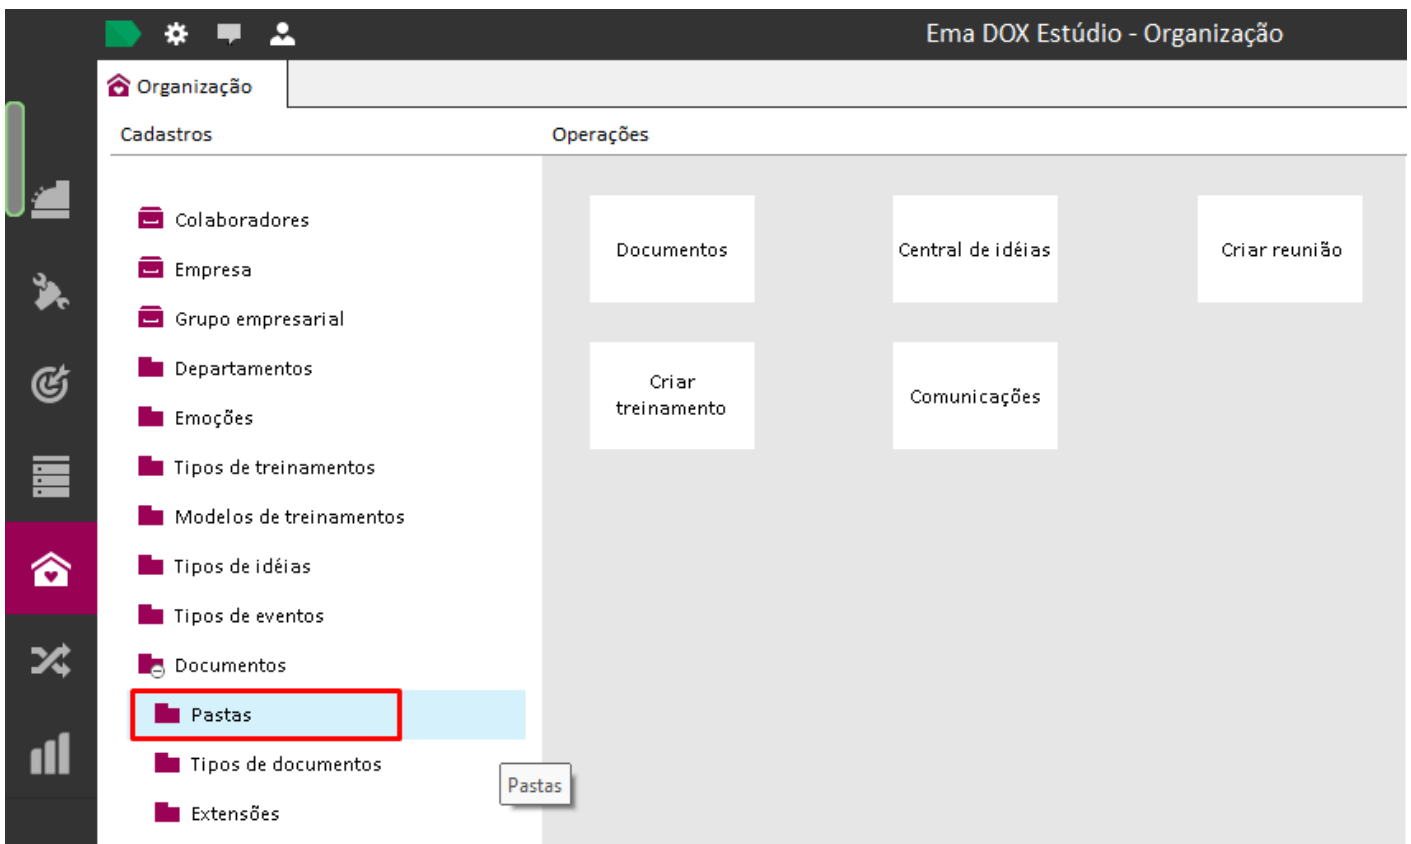 Ema DOX Estúdio - Organização
Organização
Cadastros
Operações
Colaboradores
Empresa
Grupo empresarial
Departamentos
Emoções
Tipos de treinamentos
Modelos de treinamentos
Tipos de idéias
Tipos de eventos
Documentos
Pastas
Tipos de documentos
Extensões
Documentos
Central de idéias
Criar reunião
Criar
treinamento
Comunicações
Pastas